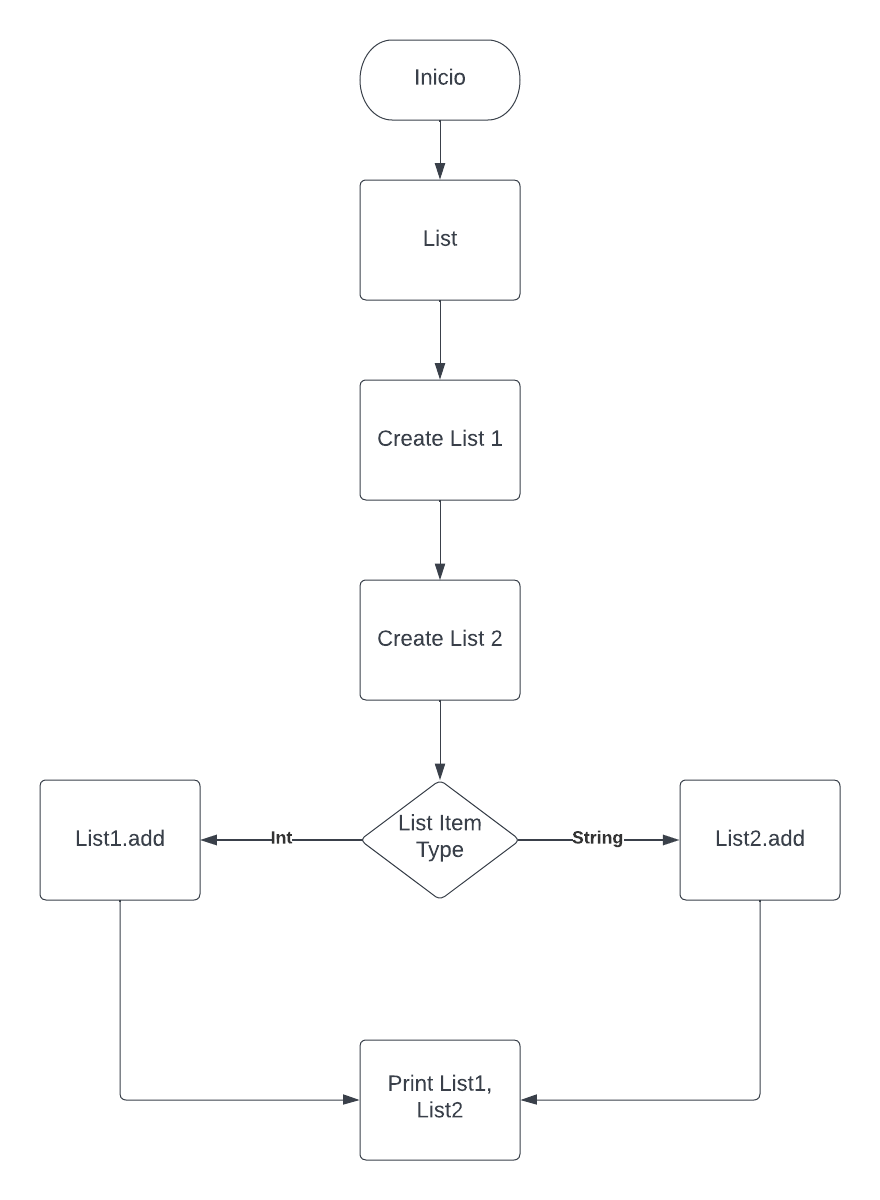 Inicio
List
Create List 1
Create List 2
List1.add
Int
List Item
Type
String
List2.add
Print List1,
List2